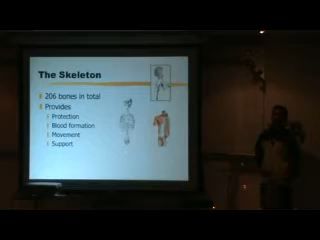 The Skeleton
206 bones in total
Provides
Protection
Blood formation
Movement
Support